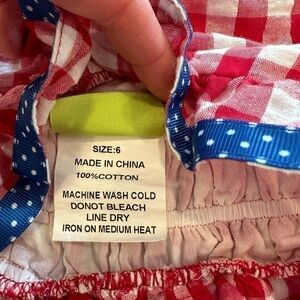 SIZE:6
MADE IN CHINA
100%COTTON
MACHINE WASH COLD
DONOT BLEACH
LINE DRY
IRON ON MEDIUM HEAT